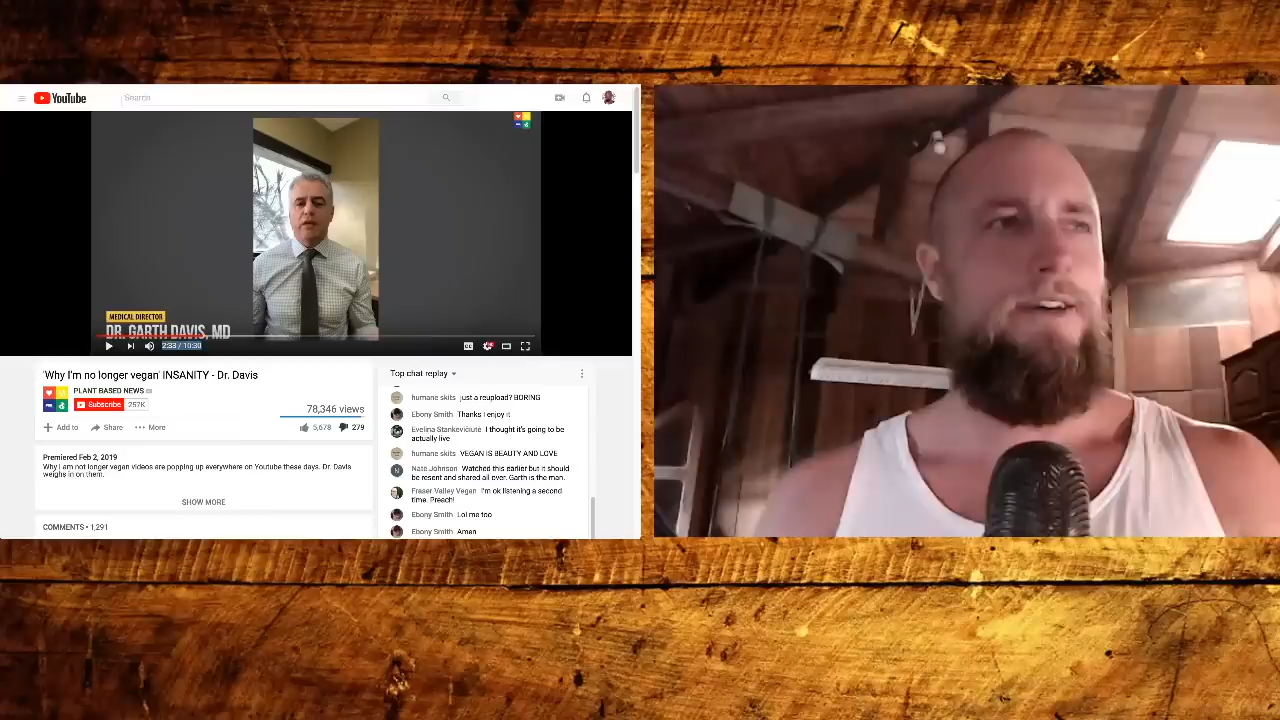 YouTube
Search
MEDICAL DIRECTOR
DR. GARTH DAVIS, MD
2:33 / 10:39
'Why I'm no longer vegan' INSANITY - Dr. Davis
PLANT BASED NEWS
Subscribe 257K
78,346 views
Add to
Share
More
5,678
279
Premiered Feb 2, 2019
Why I am not longer vegan videos are popping up everywhere on Youtube these days. Dr. Davis
weighs in on them.
SHOW MORE
COMMENTS • 1,291
Top chat replay
humane skits just a reupload? BORING
Ebony Smith Thanks I enjoy it
Evelina Stankevičiutė I thought it's going to be
actually live
humane skits VEGAN IS BEAUTY AND LOVE
N Nate Johnson Watched this earlier but it should
be resent and shared all over. Garth is the man.
Fraser Valley Vegan I'm ok listening a second
time. Preach!
Ebony Smith Lol me too
Ebony Smith Amen